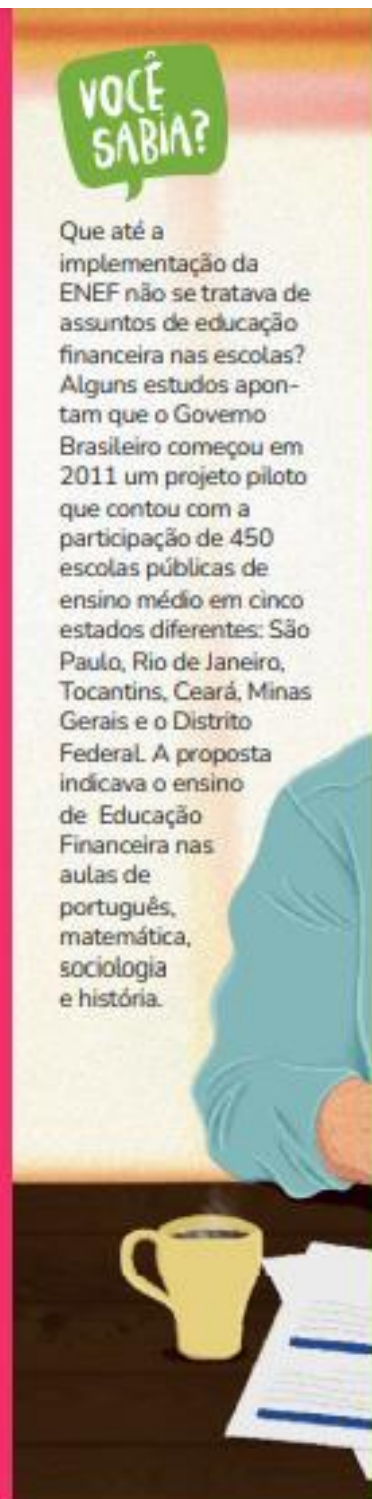 VOCÊ
SABIA?
Que até a
implementação da
ENEF não se tratava de
assuntos de educação
financeira nas escolas?
Alguns estudos apon-
tam que o Governo
Brasileiro começou em
2011 um projeto piloto
que contou com a
participação de 450
escolas públicas de
ensino médio em cinco
estados diferentes: São
Paulo, Rio de Janeiro,
Tocantins, Ceará, Minas
Gerais e o Distrito
Federal. A proposta
indicava o ensino
de Educação
Financeira nas
aulas de
português,
matemática,
sociologia
e história.